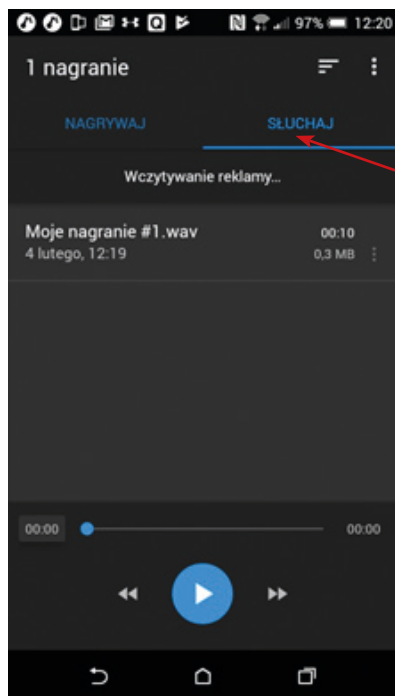 97% 12:20
1 nagranie
NAGRYWAJ SŁUCHAJ
Wczytywanie reklamy...
Moje nagranie #1.wav 00:10
4 lutego, 12:19 0,3 MB
00:00 00:00